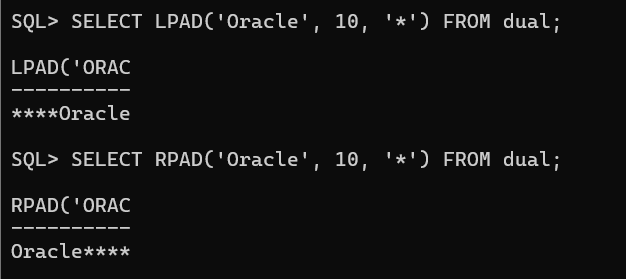 SQL> SELECT LPAD('Oracle', 10, '*') FROM dual;
LPAD('ORAC
----------
****Oracle
SQL> SELECT RPAD('Oracle', 10, '*') FROM dual;
RPAD('ORAC
----------
Oracle****